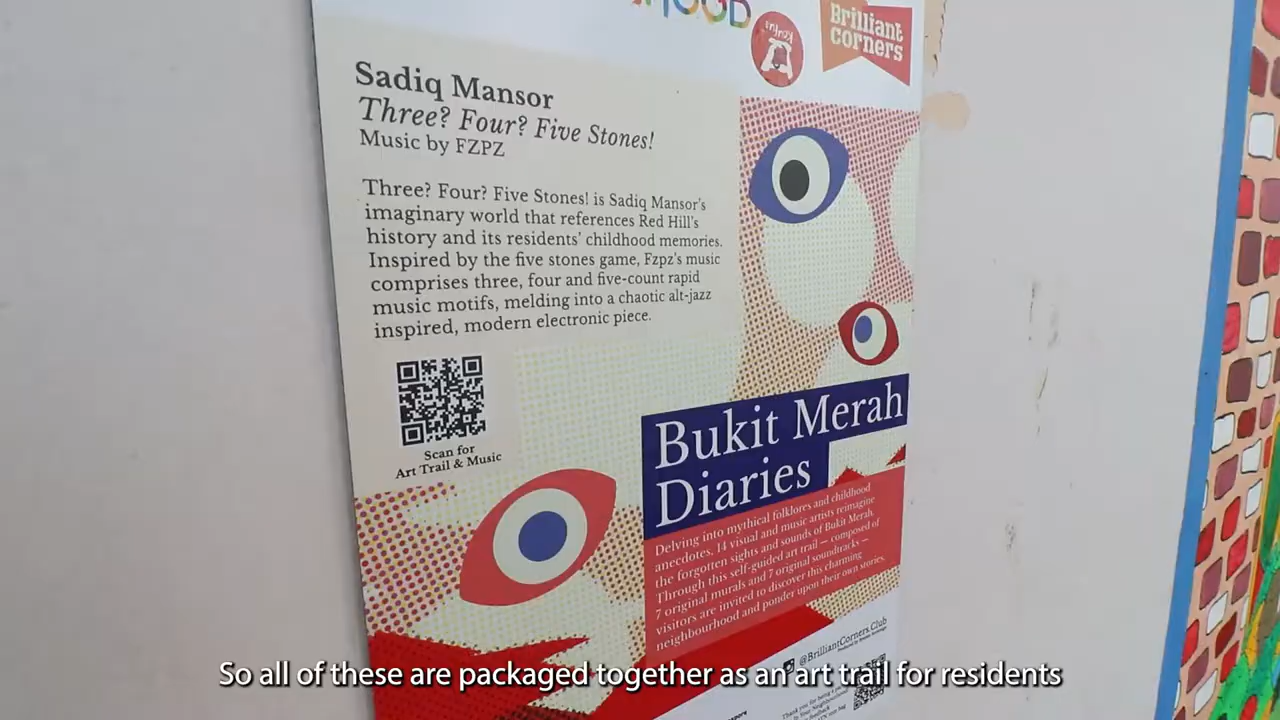 HOOD
Brilliant
corners
Sadiq Mansor
Three? Four? Five Stones!
Music by FZPZ
Three? Four? Five Stones! is Sadiq Mansor's
imaginary world that references Red Hill's
history and its residents' childhood memories.
Inspired by the five stones game, Fzpz's music
comprises three, four and five-count rapid
music motifs, melding into a chaotic alt-jazz
inspired, modern electronic piece.
Scan for
Art Trail & Music
Bukit Merah
Diaries
Delving into mythical folklores and childhood
anecdotes, 14 visual and music artists reimagine
the forgotten sights and sounds of Bukit Merah.
Through this self-guided art trail — composed of
7 original murals and 7 original soundtracks —
visitors are invited to discover this charming
neighbourhood and ponder upon their own stories.
@BrilliantCorners.Club
So all of these are packaged together as an art trail for residents